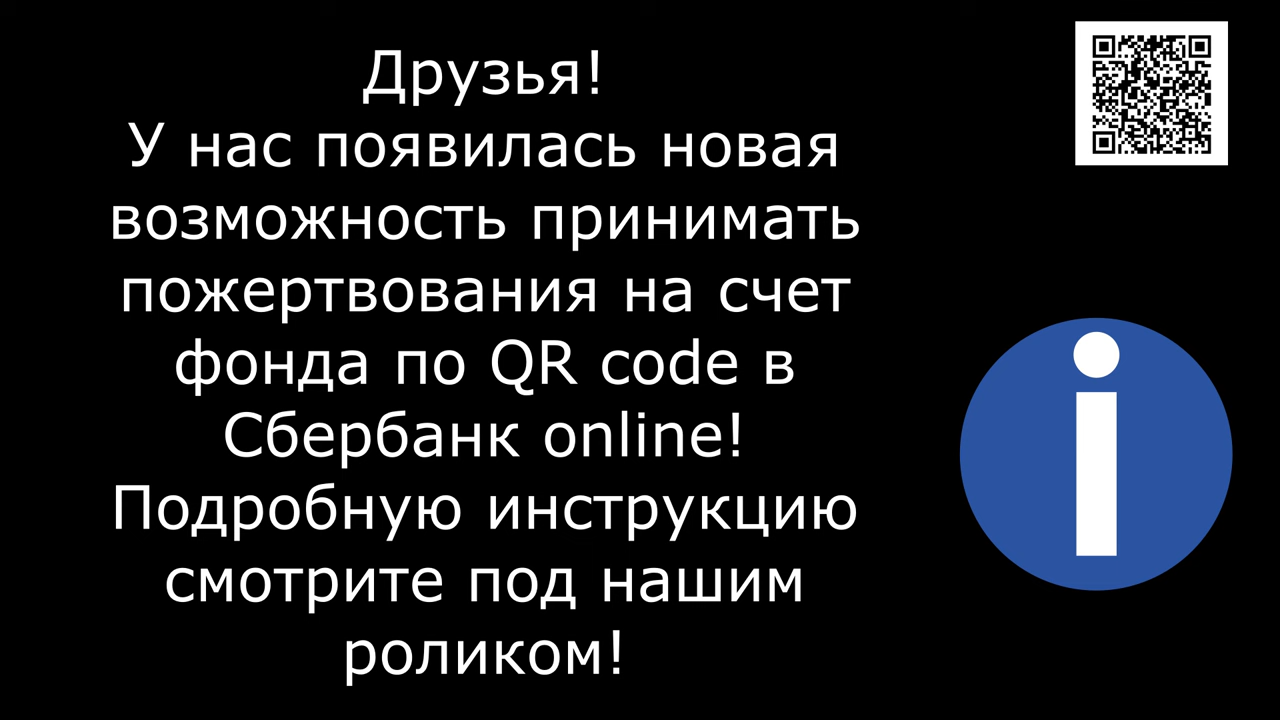 Друзья!
У нас появилась новая
возможность принимать
пожертвования на счет
фонда по QR code в
Сбербанк online!
Подробную инструкцию
смотрите под нашим
роликом!